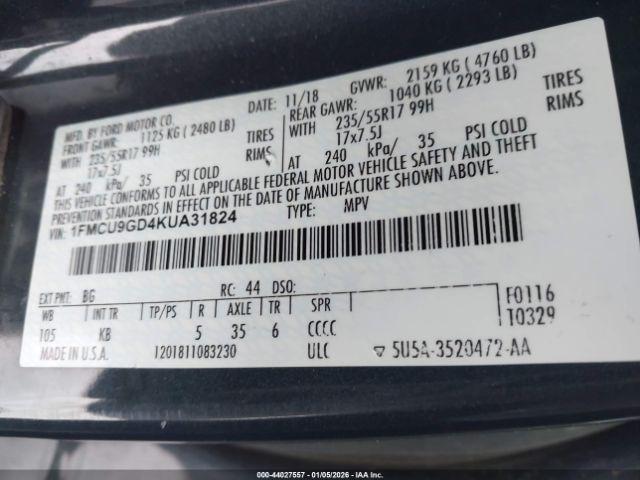 MFD. BY FORD MOTOR CO.
DATE: 11/18 GVWR: 2159 KG ( 4760 LB)
FRONT GAWR: 1125 KG ( 2480 LB) REAR GAWR: 1040 KG ( 2293 LB)
WITH 235/55R17 99H TIRES 235/55R17 99H TIRES
17x7.5J RIMS WITH 17x7.5J RIMS
AT 240 kPa/ 35 PSI COLD AT 240 kPa/ 35 PSI COLD
THIS VEHICLE CONFORMS TO ALL APPLICABLE FEDERAL MOTOR VEHICLE SAFETY AND THEFT
PREVENTION STANDARDS IN EFFECT ON THE DATE OF MANUFACTURE SHOWN ABOVE.
VIN: 1FMCU9GD4KUA31824 TYPE: MPV
EXT PNT: BG RC: 44 DSO: F0116
WB INT TR TP/PS R AXLE TR SPR T0329
105 KB 5 35 6 CCCC
MADE IN U.S.A. 1201811083230 ULC 5U5A-3520472-AA
000-44027557 - 01/05/2026 - IAA Inc.